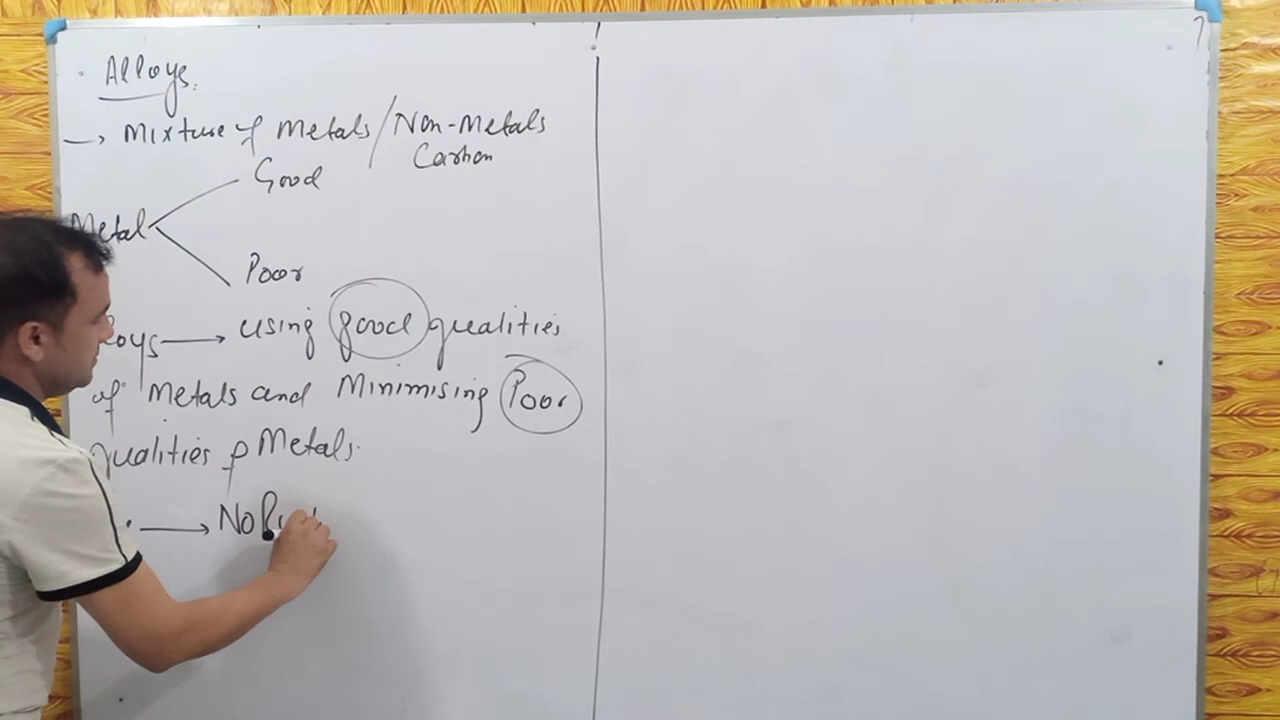 Alloys.
→ Mixture of Metals/Non-Metals
Carbon
Good
Metal
Poor
→ using good qualities
of Metals and Minimising Poor
qualities of Metals.
→ No